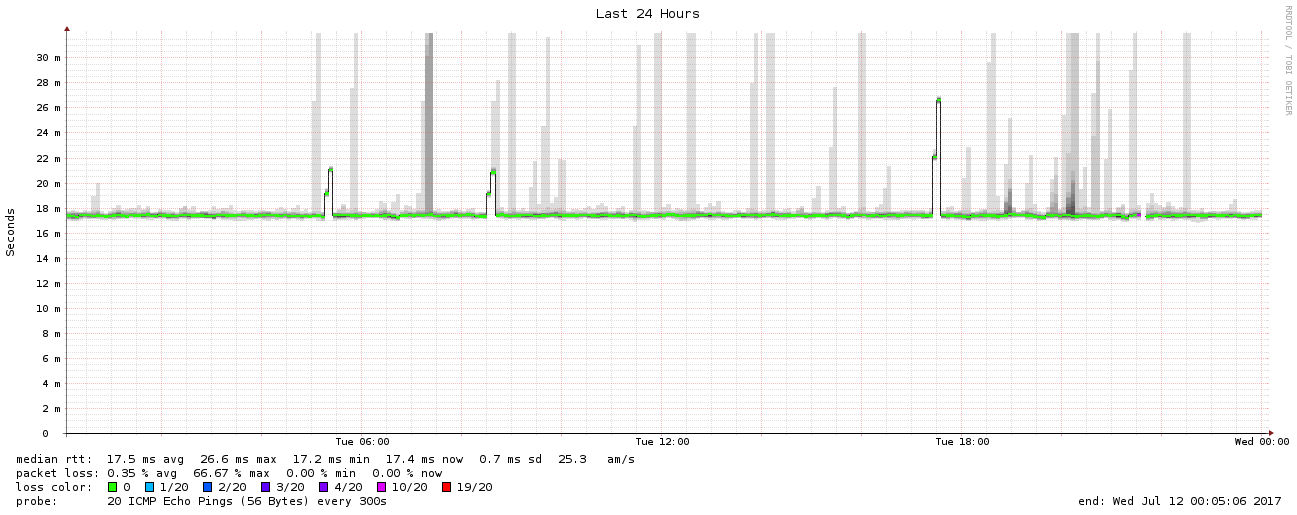 Last 24 Hours
RRDTOOL / TOBI OETIKER
Seconds
30 m
28 m
26 m
24 m
22 m
20 m
18 m
16 m
14 m
12 m
10 m
8 m
6 m
4 m
2 m
0
Tue 06:00 Tue 12:00 Tue 18:00 Wed 00:00
median rtt: 17.5 ms avg 26.6 ms max 17.2 ms min 17.4 ms now 0.7 ms sd 25.3 am/s
packet loss: 0.35 % avg 66.67 % max 0.00 % min 0.00 % now
loss color: 0 1/20 2/20 3/20 4/20 10/20 19/20
probe: 20 ICMP Echo Pings (56 Bytes) every 300s end: Wed Jul 12 00:05:06 2017